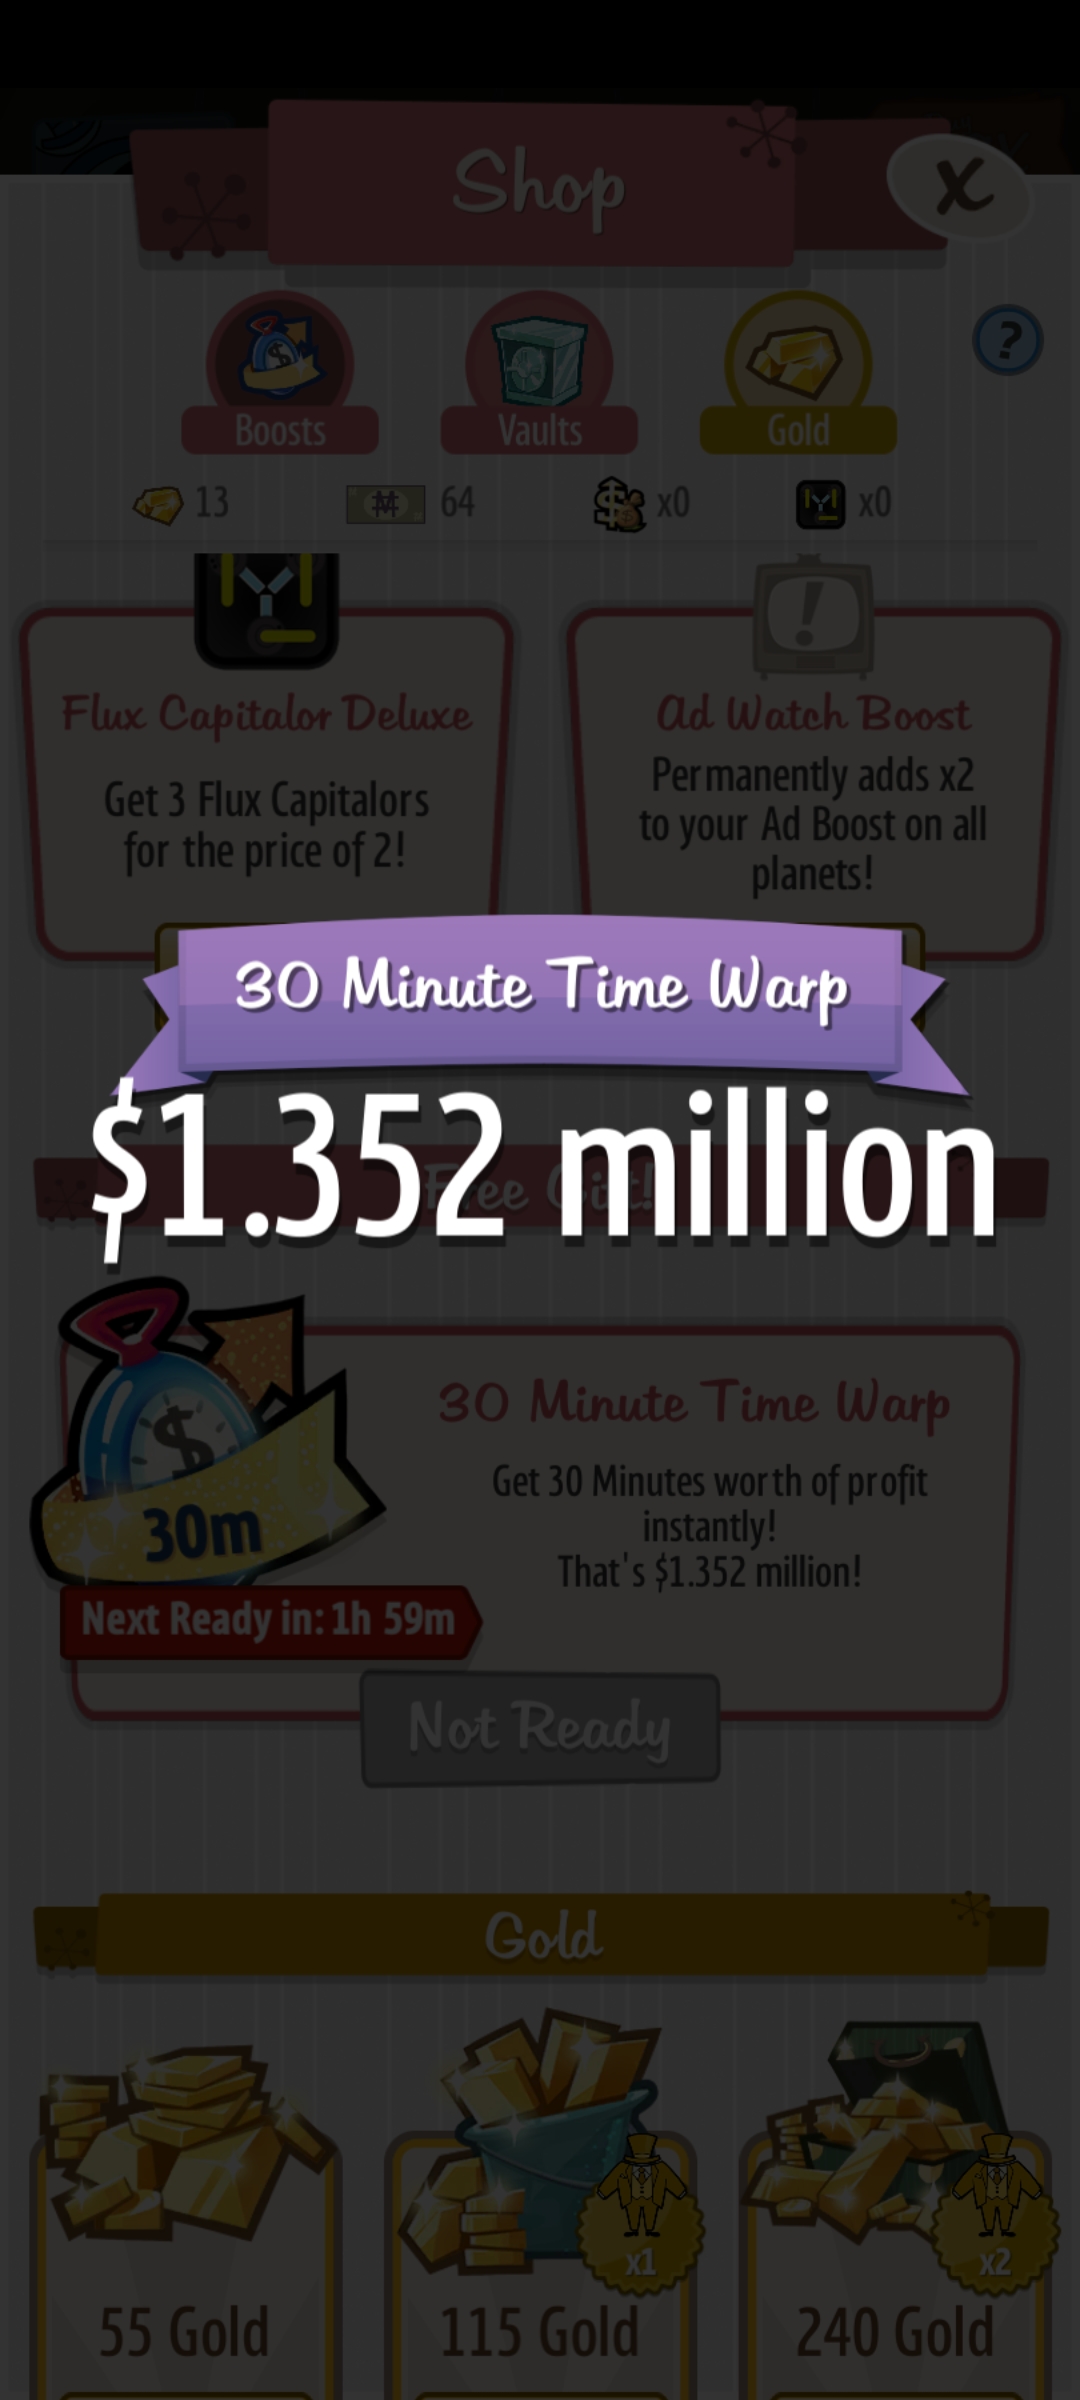 Shop
X
?
Boosts
Vaults
Gold
13
64
x0
x0
Flux Capitalor Deluxe
Get 3 Flux Capitalors
for the price of 2!
Ad Watch Boost
Permanently adds x2
to your Ad Boost on all
planets!
30 Minute Time Warp
$1.352 million
Free Gift!
30 Minute Time Warp
Get 30 Minutes worth of profit
instantly!
That's $1.352 million!
$
30m
Next Ready in: 1h 59m
Not Ready
Gold
x1
x2
55 Gold
115 Gold
240 Gold